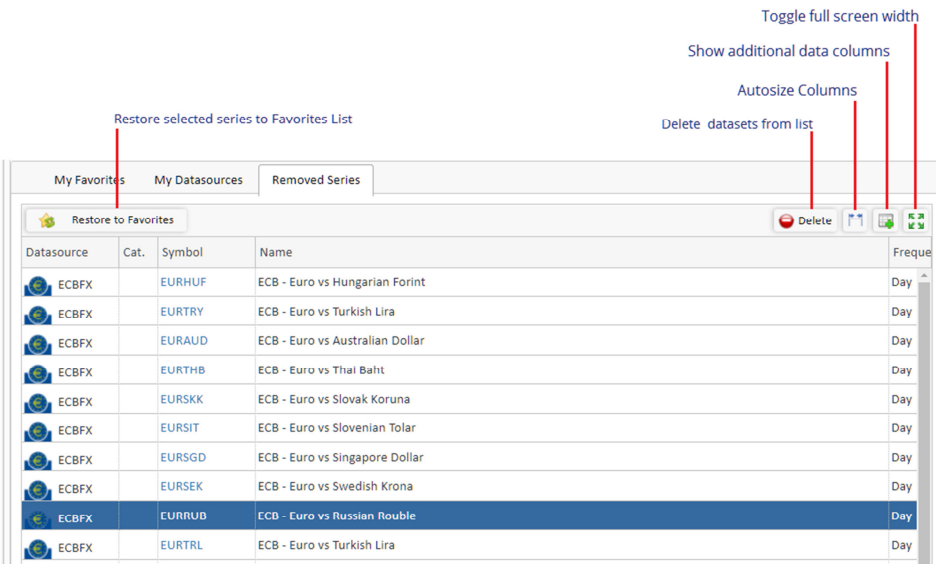 Toggle full screen width
Show additional data columns
Autosize Columns
Restore selected series to Favorites List
Delete datasets from list
My Favorites My Datasources Removed Series
Restore to Favorites Delete
Datasource Cat. Symbol Name Freque
ECBFX EURHUF ECB - Euro vs Hungarian Forint Day
ECBFX EURTRY ECB - Euro vs Turkish Lira Day
ECBFX EURAUD ECB - Euro vs Australian Dollar Day
ECBFX EURTHB ECB - Euro vs Thai Baht Day
ECBFX EURSKK ECB - Euro vs Slovak Koruna Day
ECBFX EURSIT ECB - Euro vs Slovenian Tolar Day
ECBFX EURSGD ECB - Euro vs Singapore Dollar Day
ECBFX EURSEK ECB - Euro vs Swedish Krona Day
ECBFX EURRUB ECB - Euro vs Russian Rouble Day
ECBFX EURTRL ECB - Euro vs Turkish Lira Day